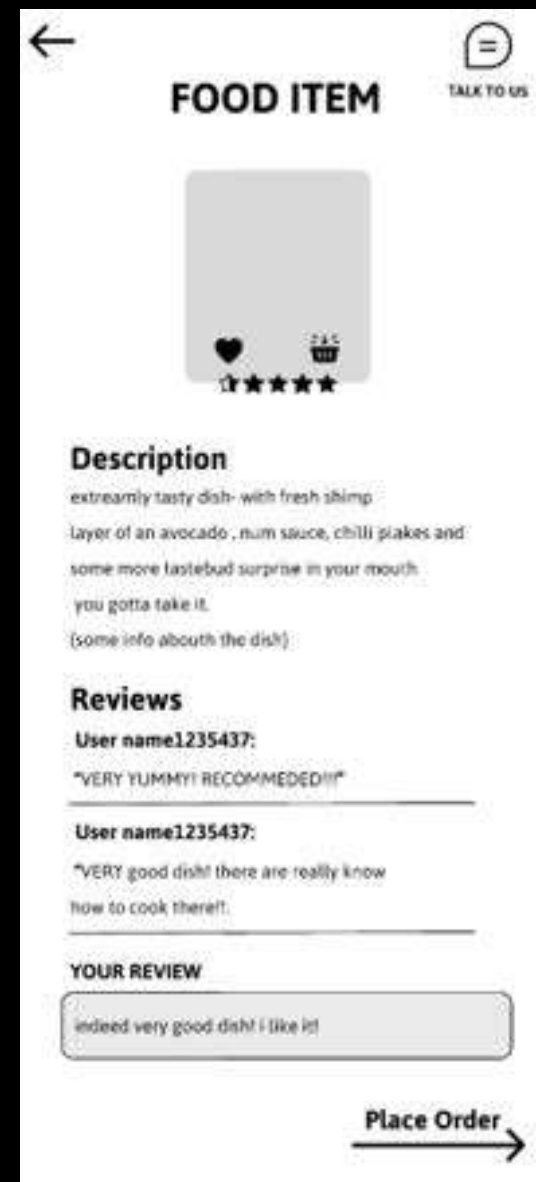 TALK TO US
FOOD ITEM
Description
extreamly tasty dish- with fresh shimp
layer of an avocado , num sauce, chilli plakes and
some more tastebud surprise in your mouth
you gotta take it.
(some info abouth the dish)
Reviews
User name1235437:
"VERY YUMMY! RECOMMEDED!!!"
User name1235437:
"VERY good dish! there are really know
how to cook there!!.
YOUR REVIEW
indeed very good dish! i like it!
Place Order